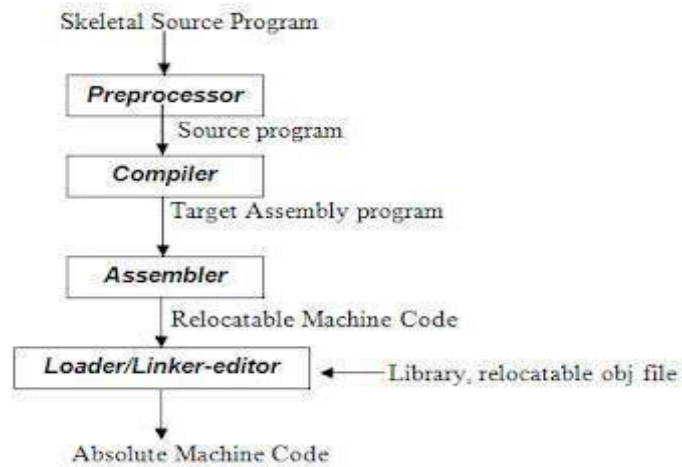 Skeletal Source Program
Preprocessor
Source program
Compiler
Target Assembly program
Assembler
Relocatable Machine Code
Loader/Linker-editor
Library, relocatable obj file
Absolute Machine Code